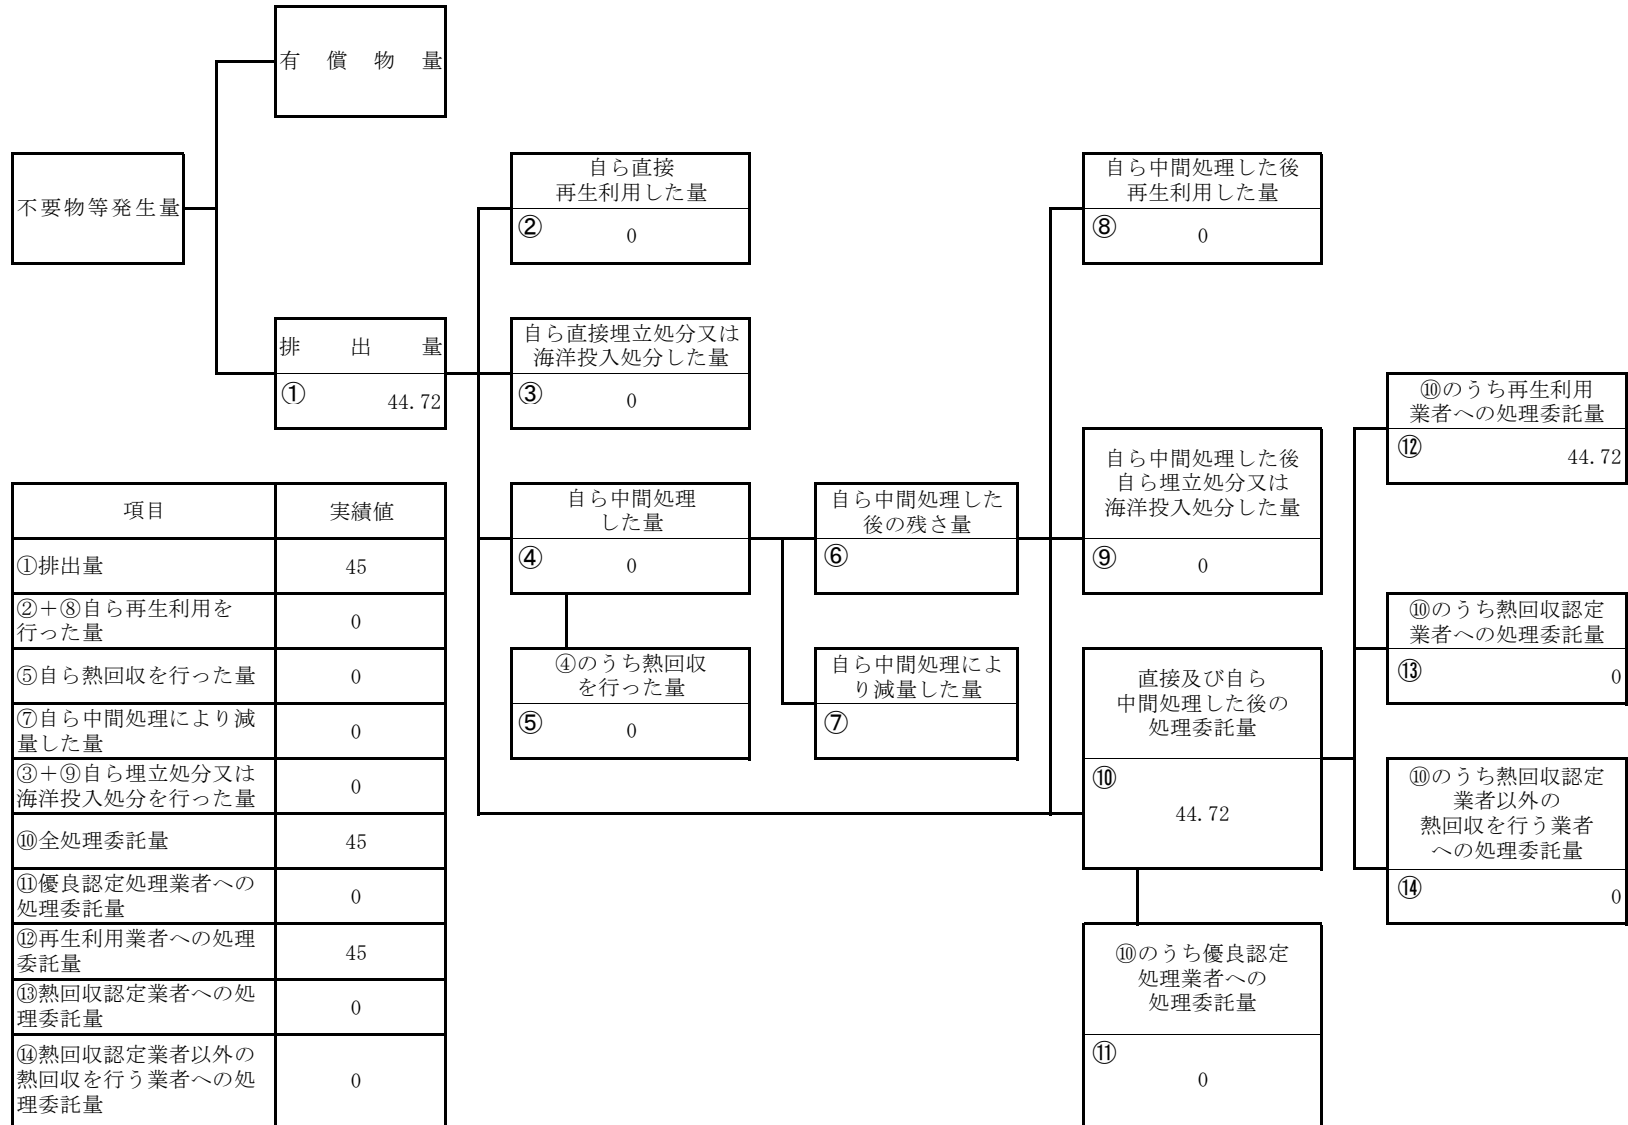 有償物量
不要物等発生量
排出量
①
44.72
自ら直接
再生利用した量
②
0
自ら直接埋立処分又は
海洋投入処分した量
③
0
自ら中間処理
した量
④
0
④のうち熱回収
を行った量
⑤
0
自ら中間処理した
後の残さ量
⑥
自ら中間処理によ
り減量した量
⑦
自ら中間処理した後
再生利用した量
⑧
0
自ら中間処理した後
自ら埋立処分又は
海洋投入処分した量
⑨
0
直接及び自ら
中間処理した後の
処理委託量
⑩
44.72
⑩のうち優良認定
処理業者への
処理委託量
⑪
0
⑩のうち再生利用
業者への処理委託量
⑫
44.72
⑩のうち熱回収認定
業者への処理委託量
⑬
0
⑩のうち熱回収認定
業者以外の
熱回収を行う業者
への処理委託量
⑭
0
項目 実績値
①排出量 45
②＋⑧自ら再生利用を
行った量 0
⑤自ら熱回収を行った量 0
⑦自ら中間処理により減
量した量 0
③＋⑨自ら埋立処分又は
海洋投入処分を行った量 0
⑩全処理委託量 45
⑪優良認定処理業者への
処理委託量 0
⑫再生利用業者への処理
委託量 45
⑬熱回収認定業者への処
理委託量 0
⑭熱回収認定業者以外の
熱回収を行う業者への処
理委託量 0